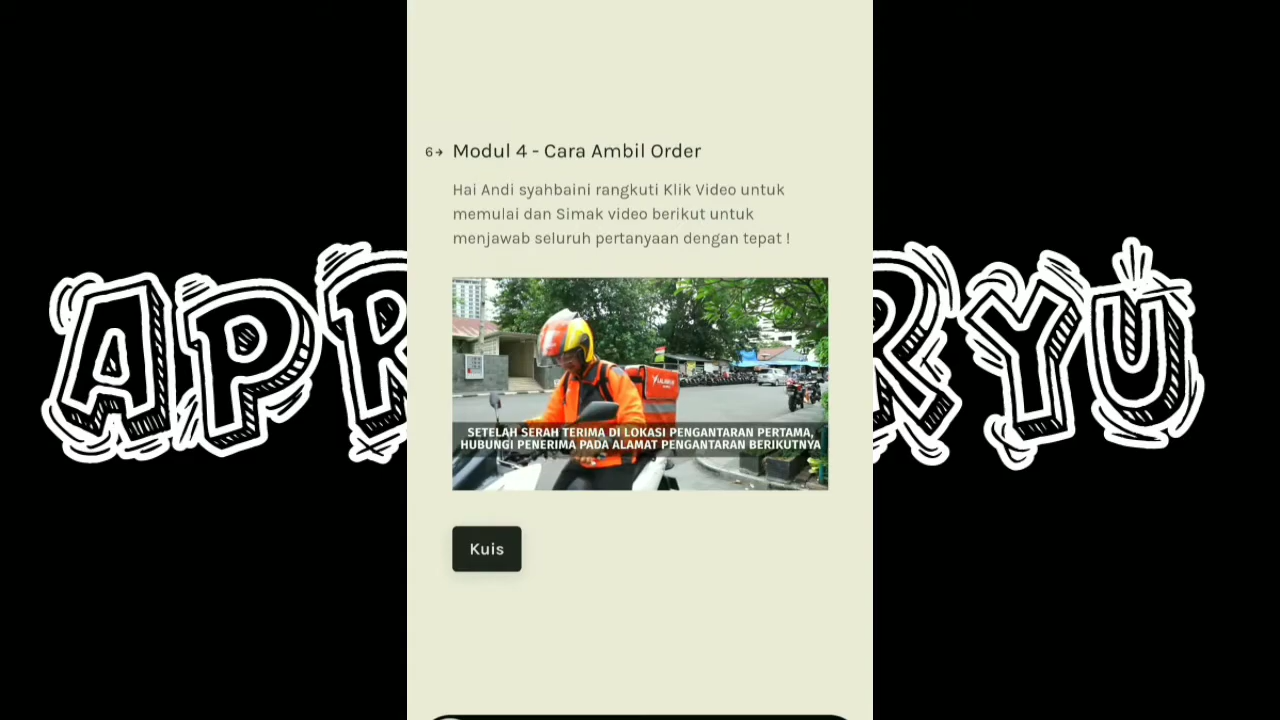 6→ Modul 4 - Cara Ambil Order
Hai Andi syahbaini rangkuti Klik Video untuk
memulai dan Simak video berikut untuk
menjawab seluruh pertanyaan dengan tepat !
SETELAH SERAH TERIMA DI LOKASI PENGANTARAN PERTAMA,
HUBUNGI PENERIMA PADA ALAMAT PENGANTARAN BERIKUTNYA
Kuis
AP
RYU